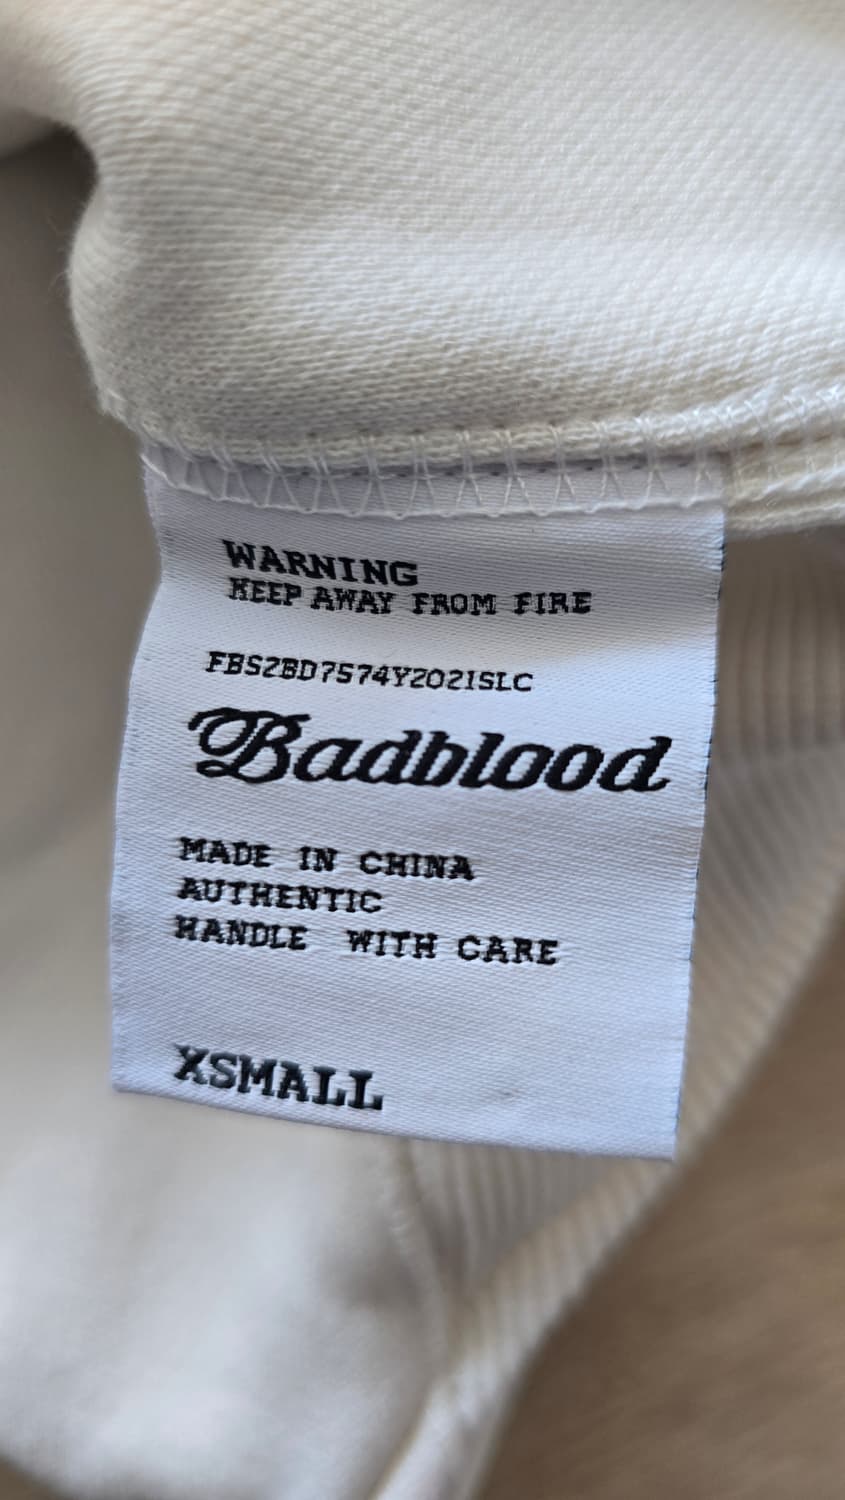 WARNING
KEEP AWAY FROM FIRE
FBS2BD7574Y2021SLC
Badblood
MADE IN CHINA
AUTHENTIC
HANDLE WITH CARE
XSMALL